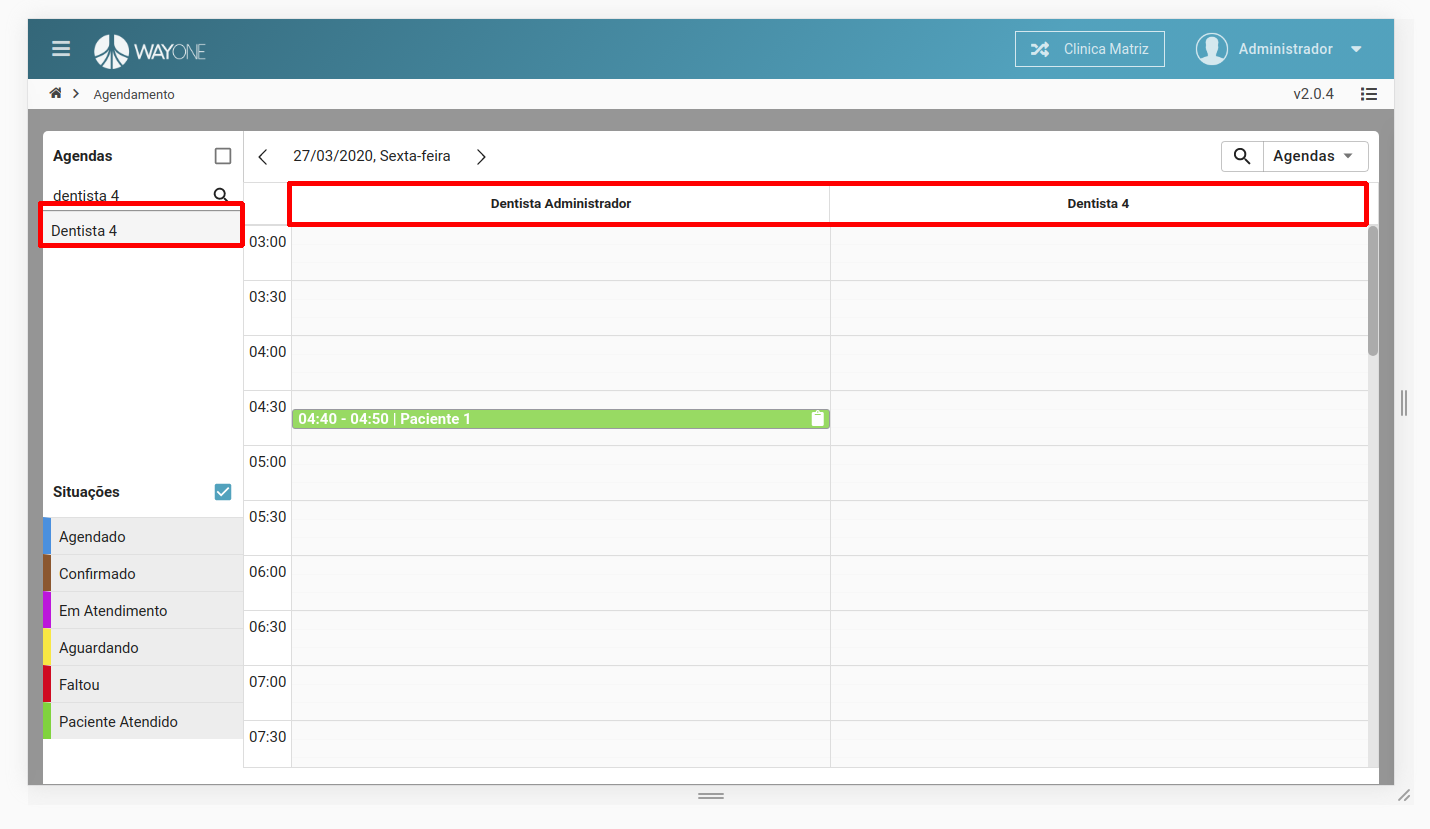 WAYONE
Clinica Matriz
Administrador
Agendamento
v2.0.4
Agendas
27/03/2020, Sexta-feira
Agendas
dentista 4
Dentista 4
Dentista Administrador
Dentista 4
03:00
03:30
04:00
04:30
04:40 - 04:50 | Paciente 1
05:00
05:30
06:00
06:30
07:00
07:30
Situações
Agendado
Confirmado
Em Atendimento
Aguardando
Faltou
Paciente Atendido